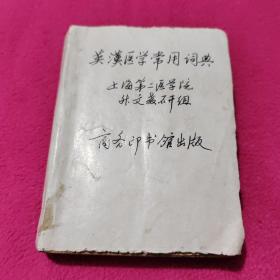 英漢医学常用词典
上海第二医学院
外文教研组
商务印书馆出版